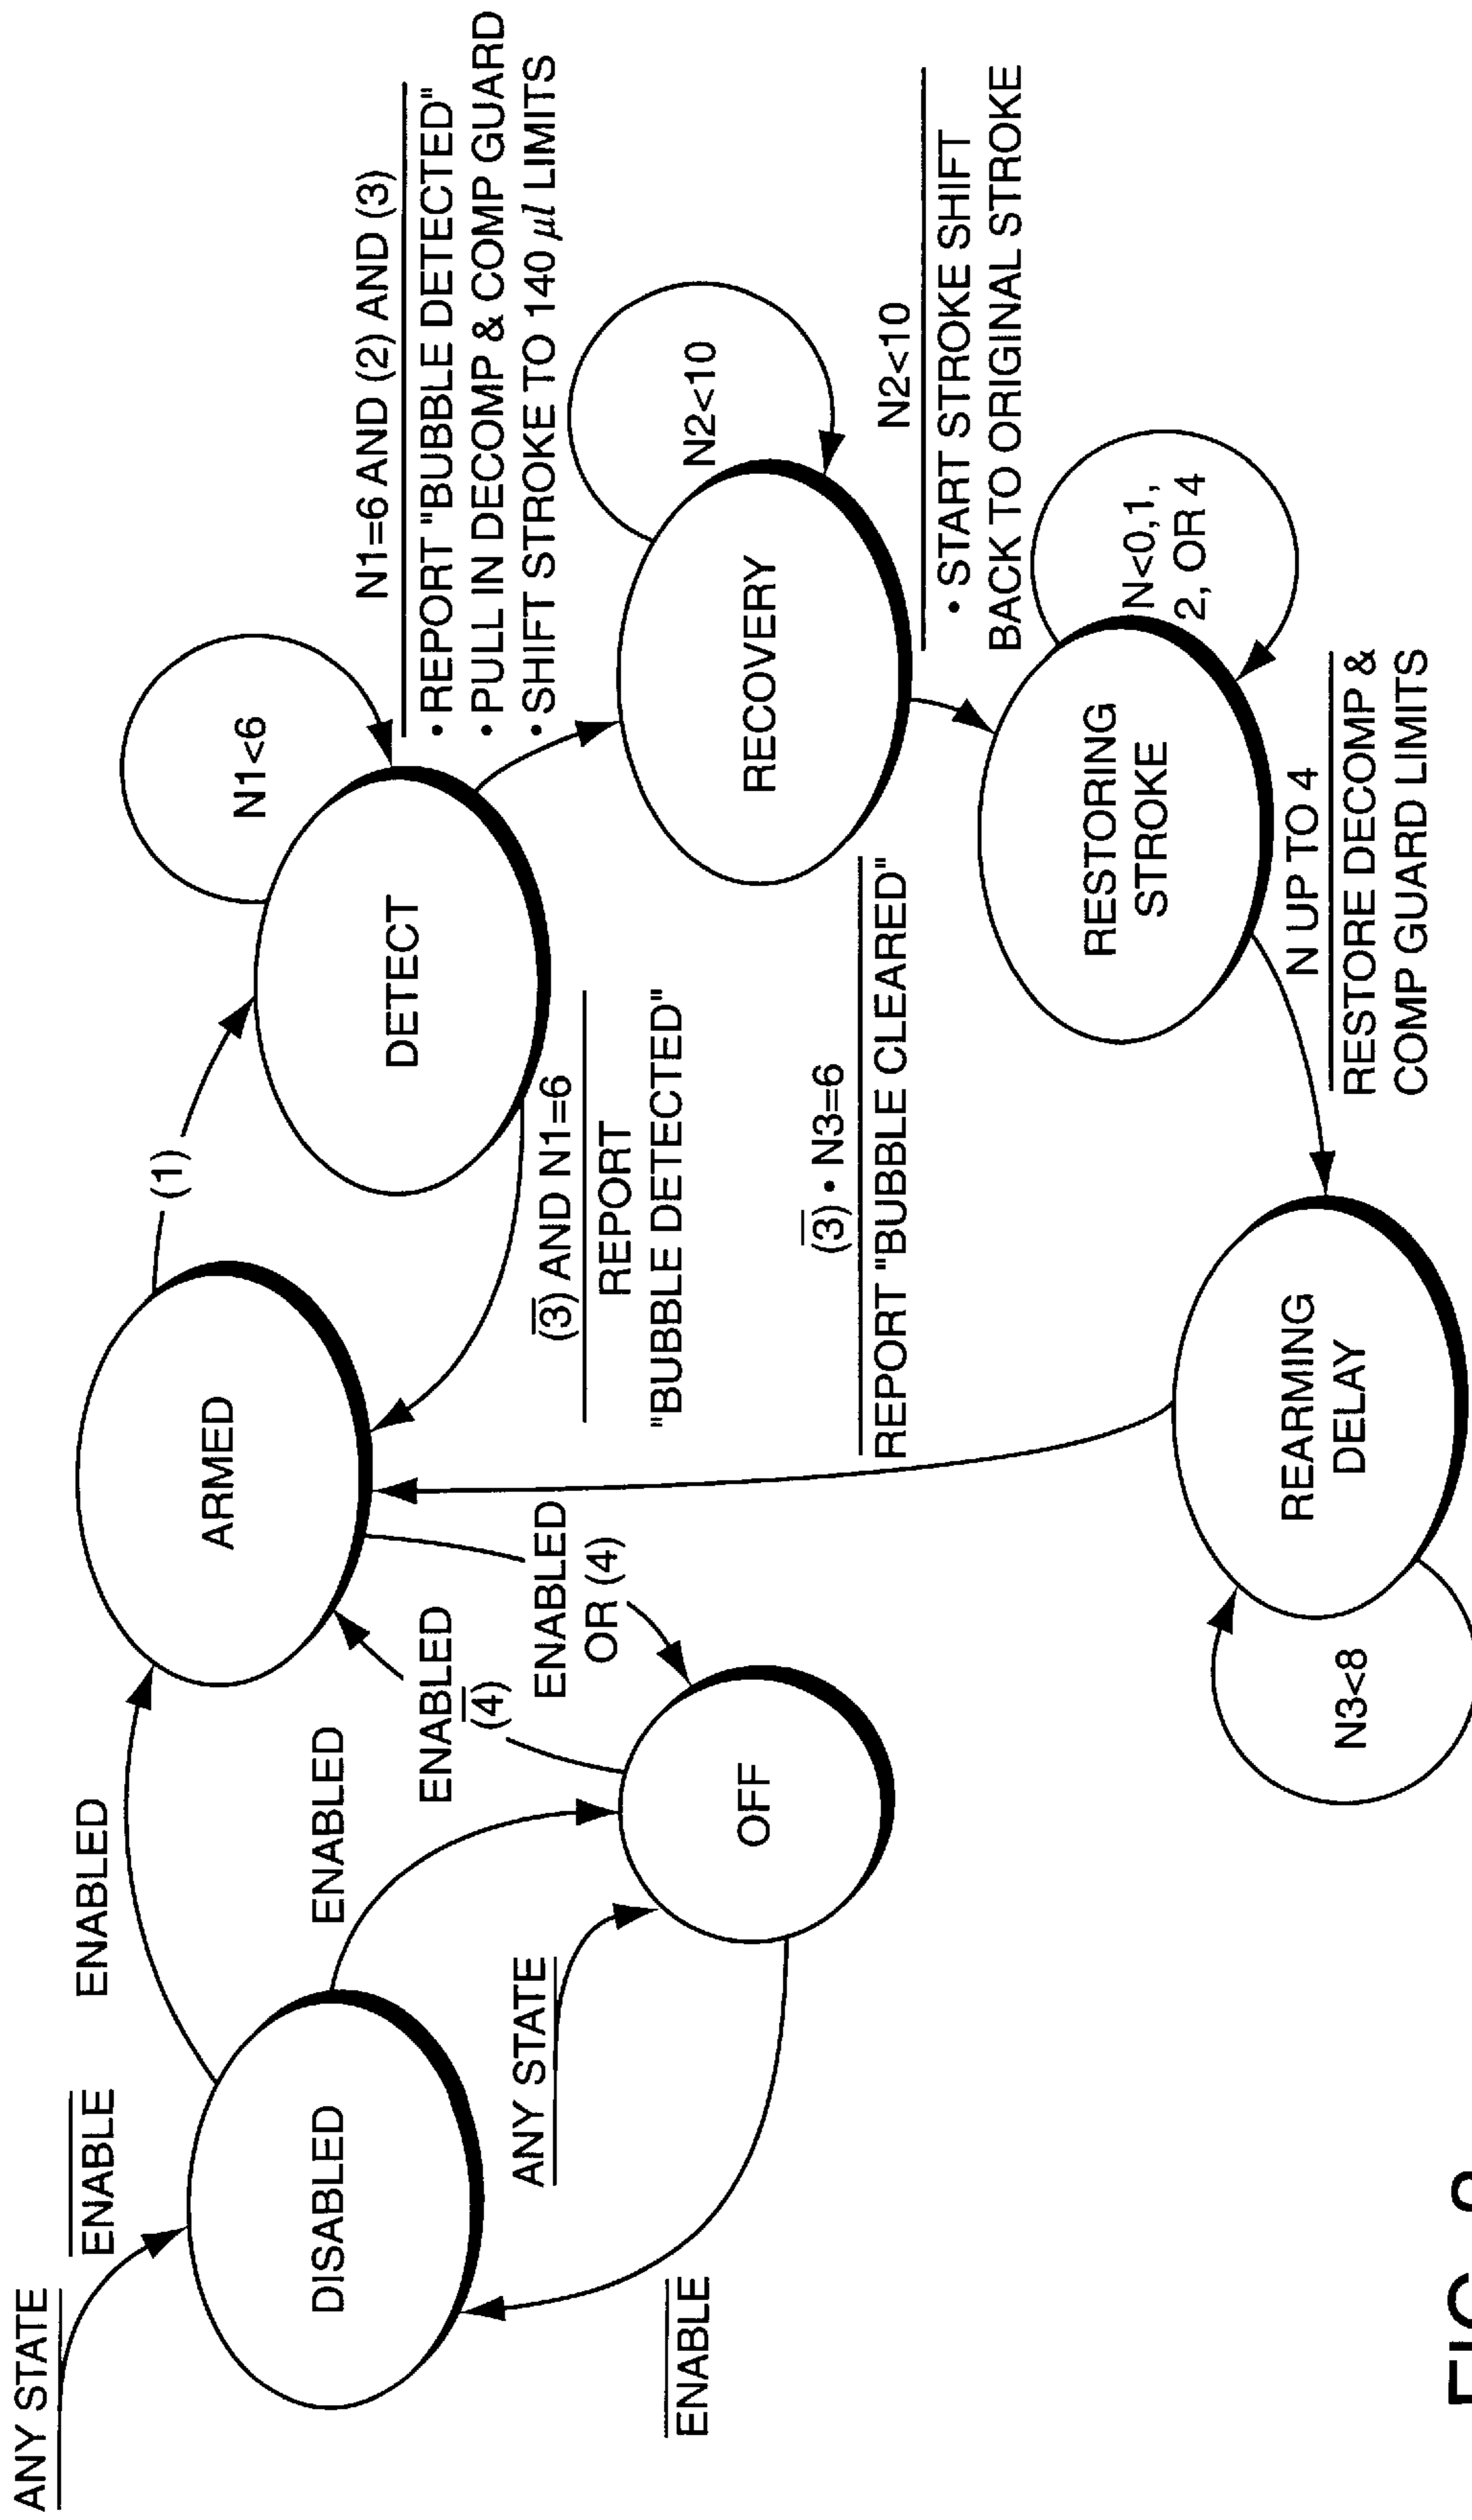 ANY STATE
ENABLE
DISABLED
ENABLED
ENABLED
ANY STATE
ENABLE
OFF
ENABLED
(4)
ENABLED
OR (4)
ARMED
(1)
DETECT
N1<6
(3) AND N1=6
REPORT
"BUBBLE DETECTED"
N1=6 AND (2) AND (3)
• REPORT "BUBBLE DETECTED"
• PULL IN DECOMP & COMP GUARD
• SHIFT STROKE TO 140 µl LIMITS
RECOVERY
N2<10
N2<10
• START STROKE SHIFT
BACK TO ORIGINAL STROKE
RESTORING
STROKE
N<0,1,
2, OR 4
N UP TO 4
RESTORE DECOMP &
COMP GUARD LIMITS
(3) • N3=6
REPORT "BUBBLE CLEARED"
REARMING
DELAY
N3<8